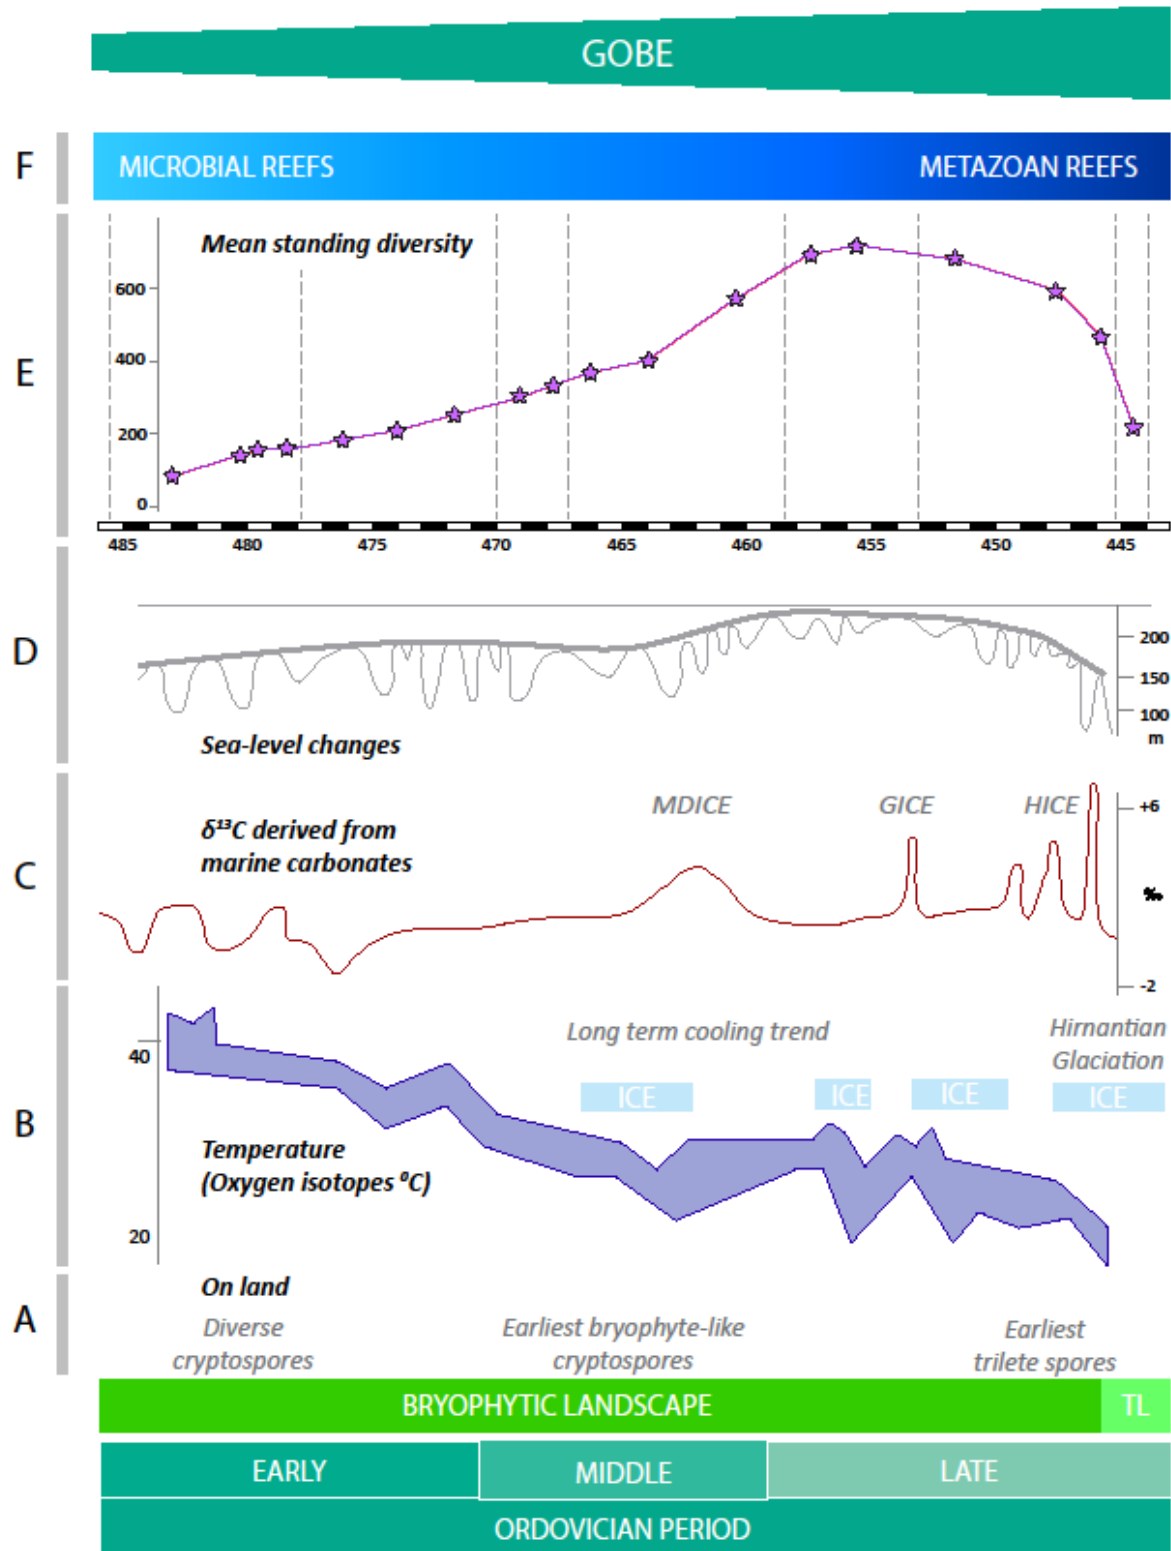 GOBE
F
MICROBIAL REEFS
METAZOAN REEFS
E
Mean standing diversity
600
400
200
0
485 480 475 470 465 460 455 450 445
D
200
150
100
m
Sea-level changes
C
MDICE
GICE
HICE
+6
δ¹³C derived from
marine carbonates
‰
-2
B
Long term cooling trend
Hirnantian
Glaciation
40
ICE
ICE
ICE
ICE
Temperature
(Oxygen isotopes ⁰C)
20
A
On land
Diverse
cryptospores
Earliest bryophyte-like
cryptospores
Earliest
trilete spores
BRYOPHYTIC LANDSCAPE
TL
EARLY
MIDDLE
LATE
ORDOVICIAN PERIOD